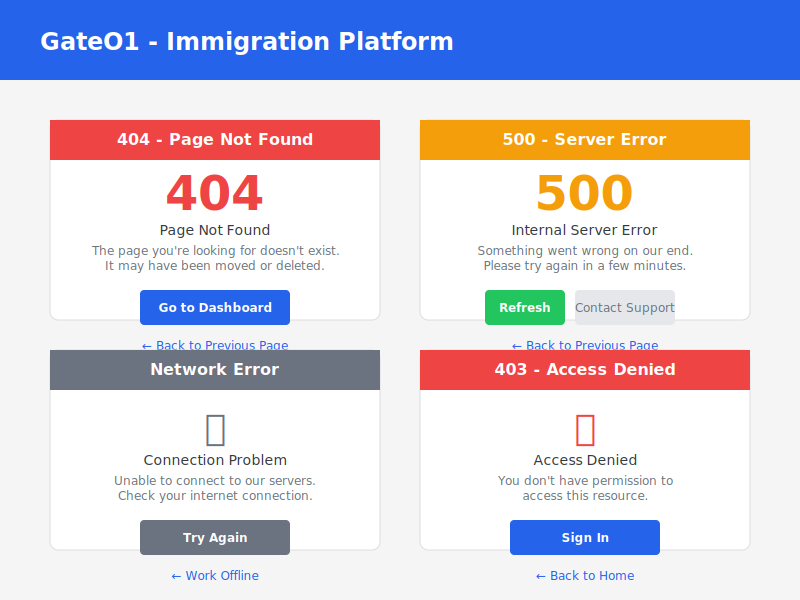 GateO1 - Immigration Platform
404 - Page Not Found
404
Page Not Found
The page you're looking for doesn't exist.
It may have been moved or deleted.
Go to Dashboard
← Back to Previous Page
500 - Server Error
500
Internal Server Error
Something went wrong on our end.
Please try again in a few minutes.
Refresh
Contact Support
← Back to Previous Page
Network Error
Connection Problem
Unable to connect to our servers.
Check your internet connection.
Try Again
← Work Offline
403 - Access Denied
Access Denied
You don't have permission to
access this resource.
Sign In
← Back to Home